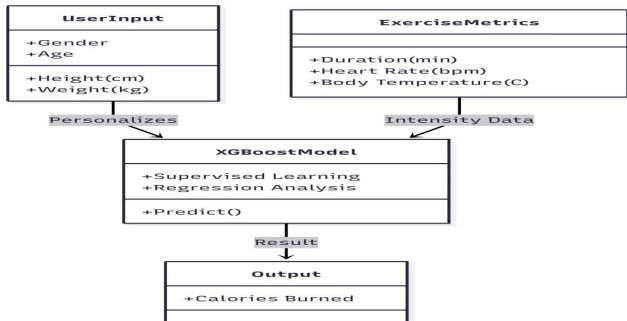 UserInput
+Gender
+Age
+Height(cm)
+Weight(kg)
ExerciseMetrics
+Duration(min)
+Heart Rate(bpm)
+Body Temperature(C)
Personalizes
Intensity Data
XGBoostModel
+Supervised Learning
+Regression Analysis
+Predict()
Result
Output
+Calories Burned